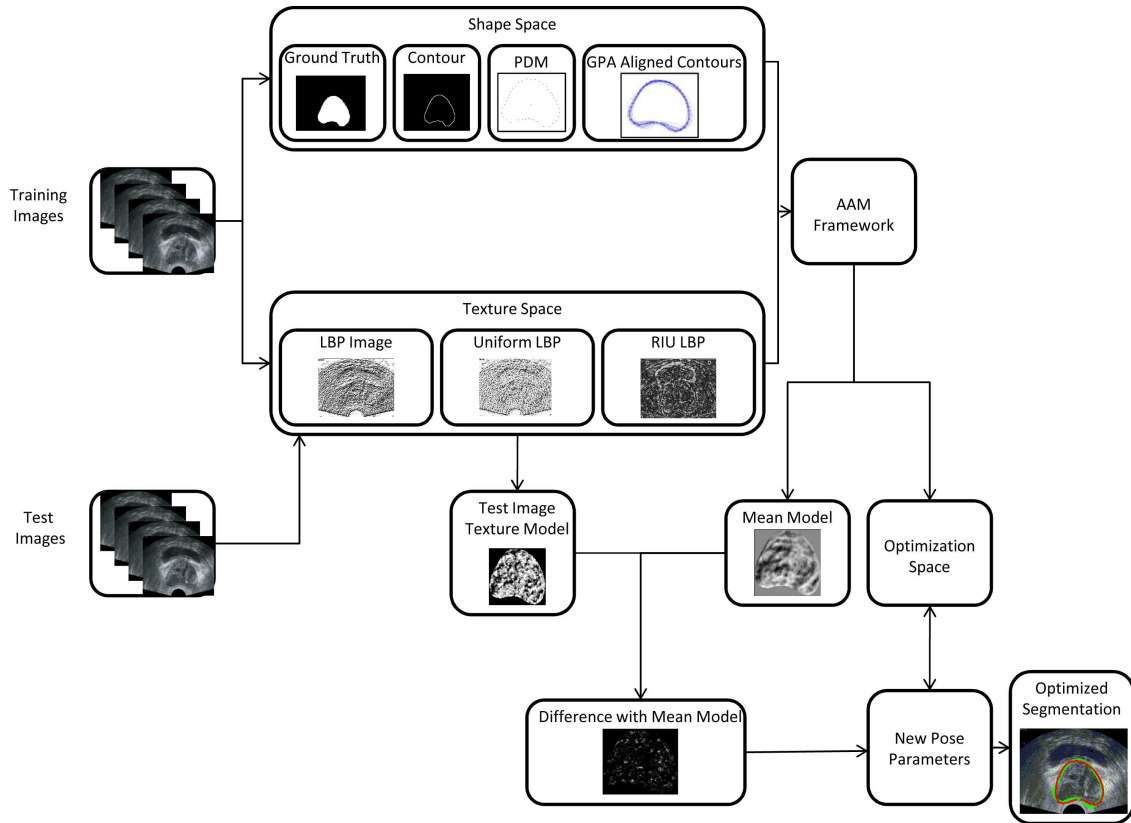 Shape Space
Ground Truth
Contour
PDM
GPA Aligned Contours
Training
Images
AAM
Framework
Texture Space
LBP Image
Uniform LBP
RIU LBP
Test
Images
Test Image
Texture Model
Mean Model
Optimization
Space
Difference with Mean Model
New Pose
Parameters
Optimized
Segmentation